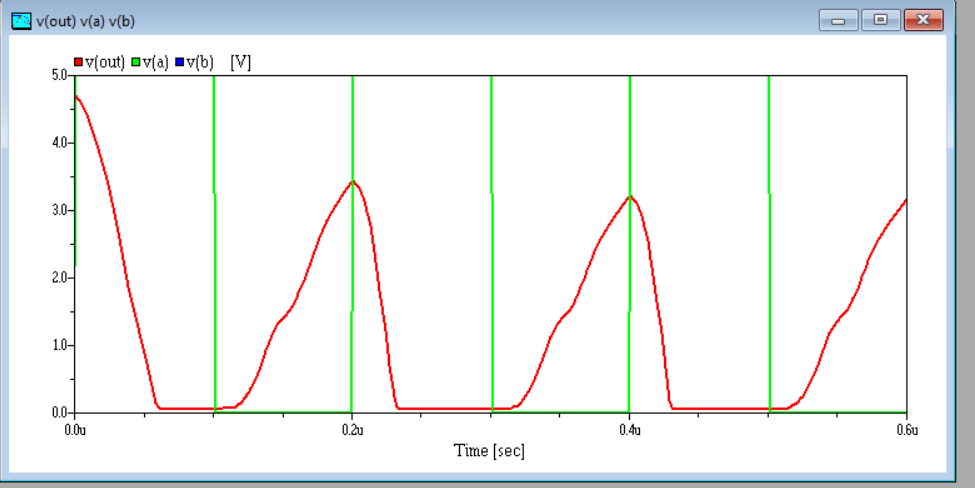 v(out) v(a) v(b)
v(out) v(a) v(b) [V]
5.0
4.0
3.0
2.0
1.0
0.0
0.0u 0.2u 0.4u 0.6u
Time [sec]